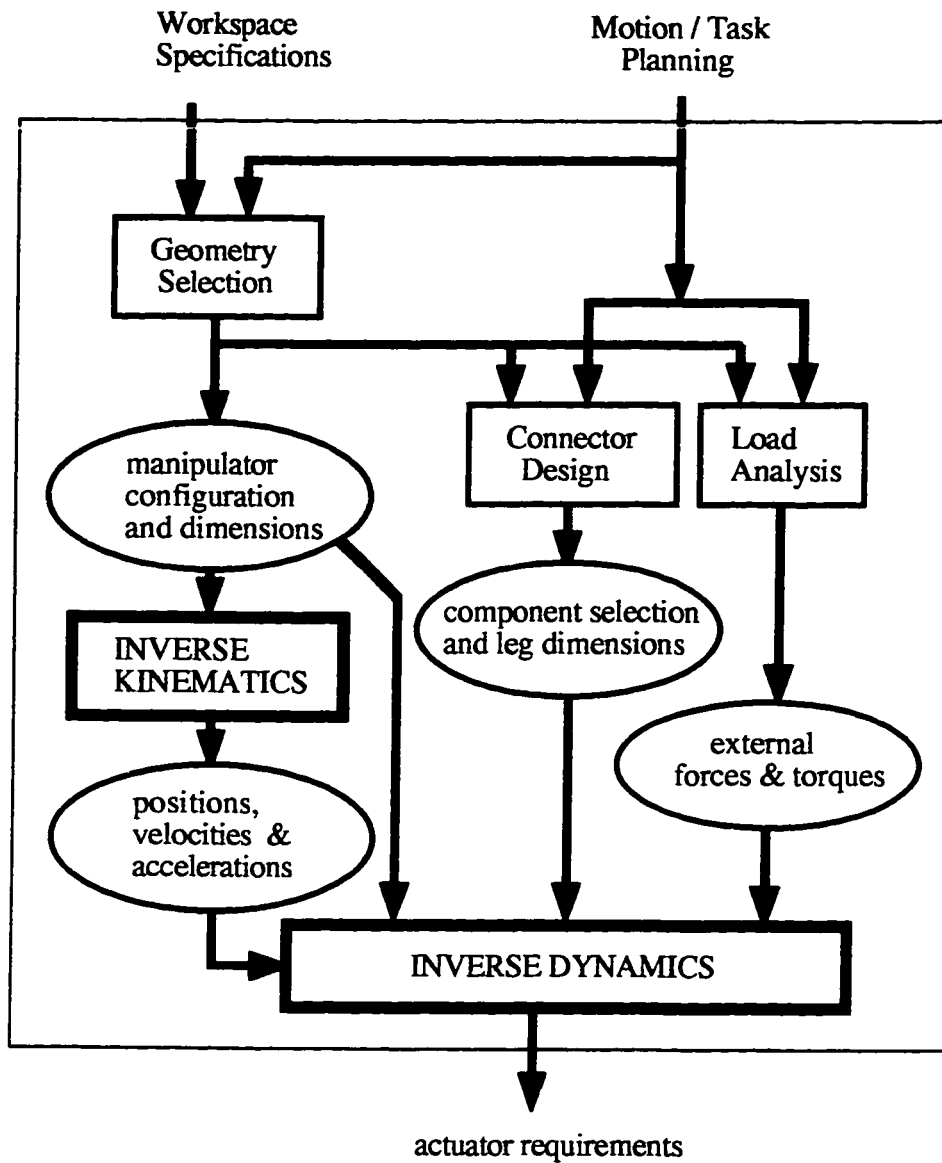 Workspace
Specifications
Motion / Task
Planning
Geometry
Selection
Connector
Design
Load
Analysis
manipulator
configuration
and dimensions
component selection
and leg dimensions
INVERSE
KINEMATICS
external
forces & torques
positions,
velocities &
accelerations
INVERSE DYNAMICS
actuator requirements